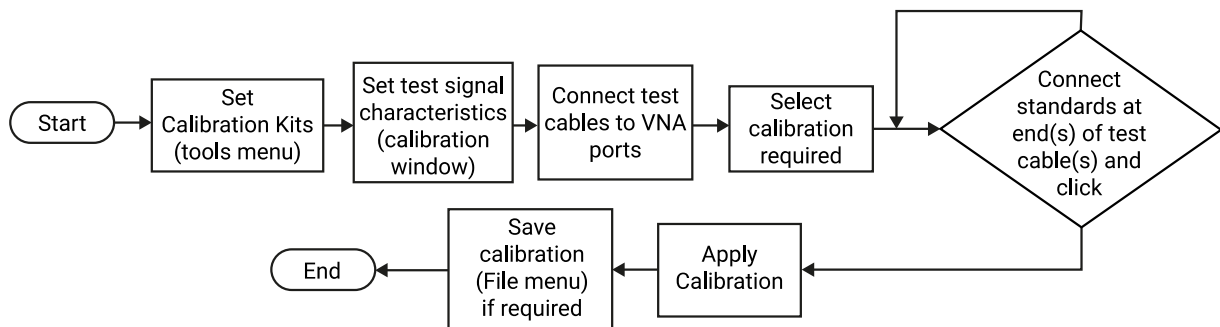 Start
Set
Calibration Kits
(tools menu)
Set test signal
characteristics
(calibration
window)
Connect test
cables to VNA
ports
Select
calibration
required
Connect
standards at
end(s) of test
cable(s) and
click
Apply
Calibration
Save
calibration
(File menu)
if required
End